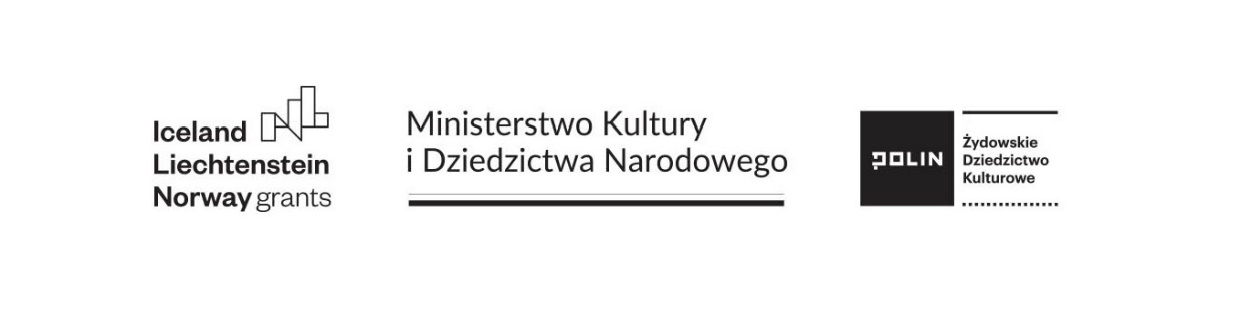 Iceland
Liechtenstein
Norway grants
Ministerstwo Kultury
i Dziedzictwa Narodowego
POLIN
Żydowskie
Dziedzictwo
Kulturowe